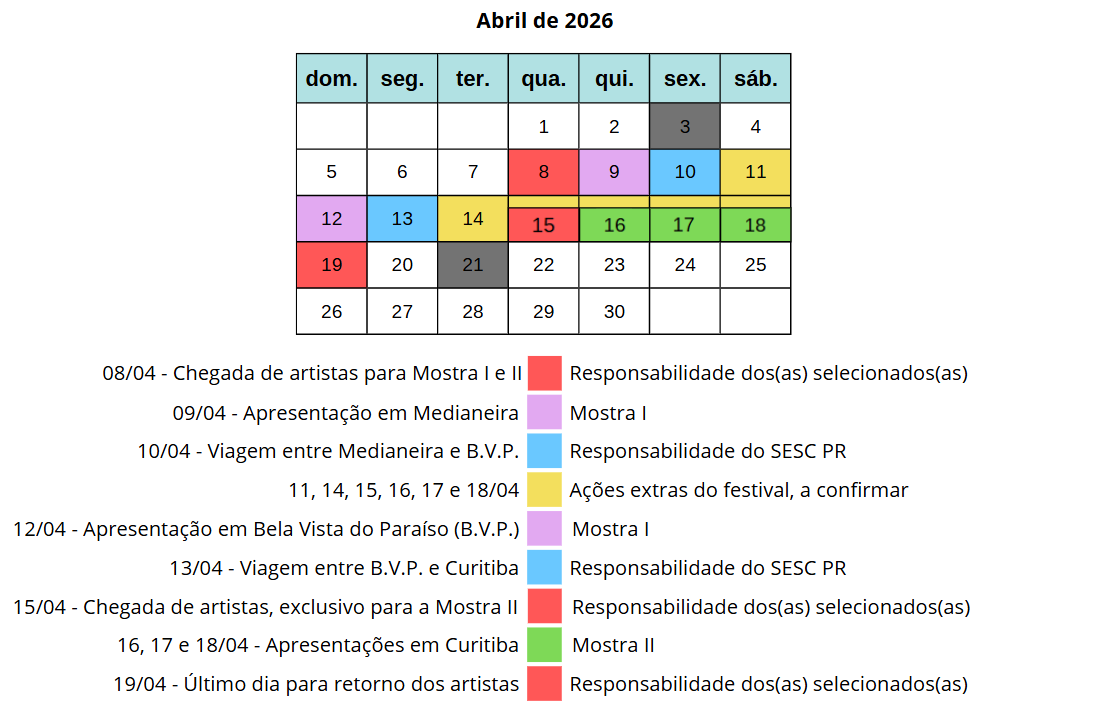 Abril de 2026
dom. seg. ter. qua. qui. sex. sáb.
1 2 3 4
5 6 7 8 9 10 11
12 13 14 15 16 17 18
19 20 21 22 23 24 25
26 27 28 29 30
08/04 - Chegada de artistas para Mostra I e II Responsabilidade dos(as) selecionados(as)
09/04 - Apresentação em Medianeira Mostra I
10/04 - Viagem entre Medianeira e B.V.P. Responsabilidade do SESC PR
11, 14, 15, 16, 17 e 18/04 Ações extras do festival, a confirmar
12/04 - Apresentação em Bela Vista do Paraíso (B.V.P.) Mostra I
13/04 - Viagem entre B.V.P. e Curitiba Responsabilidade do SESC PR
15/04 - Chegada de artistas, exclusivo para a Mostra II Responsabilidade dos(as) selecionados(as)
16, 17 e 18/04 - Apresentações em Curitiba Mostra II
19/04 - Último dia para retorno dos artistas Responsabilidade dos(as) selecionados(as)